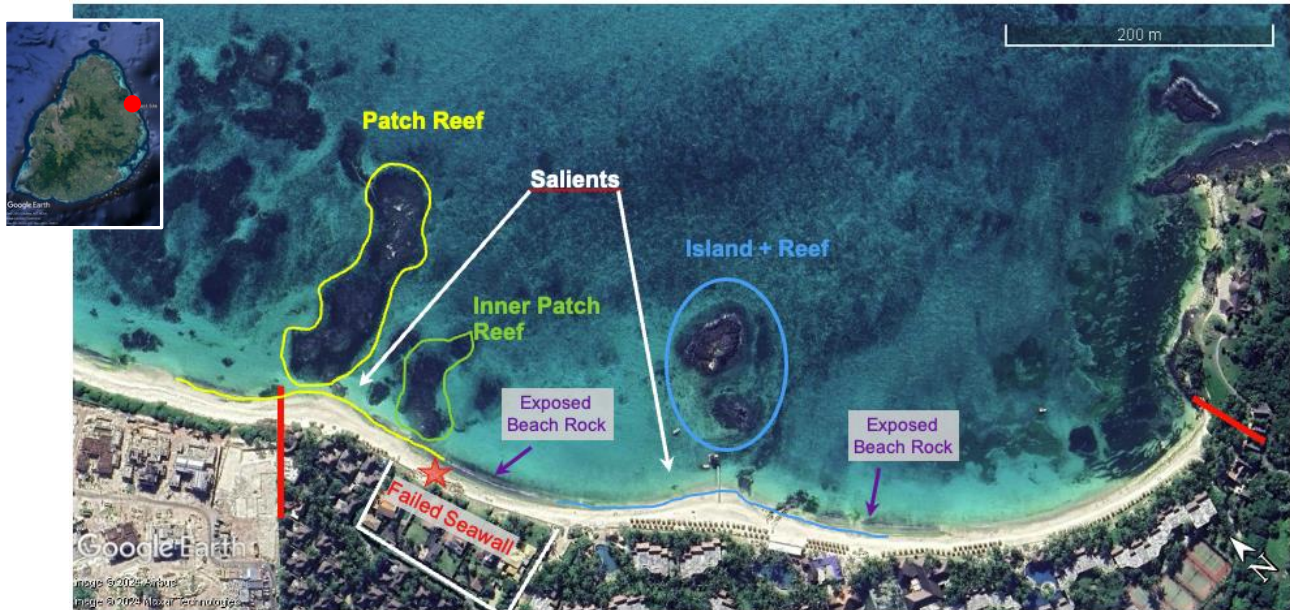 200 m
Patch Reef
Salients
Google Earth
Island + Reef
Inner Patch
Reef
Exposed
Beach Rock
Exposed
Beach Rock
Failed Seawall
Google Earth
N
Image © 2024 Airbus
Image © 2024 Maxar Technologies